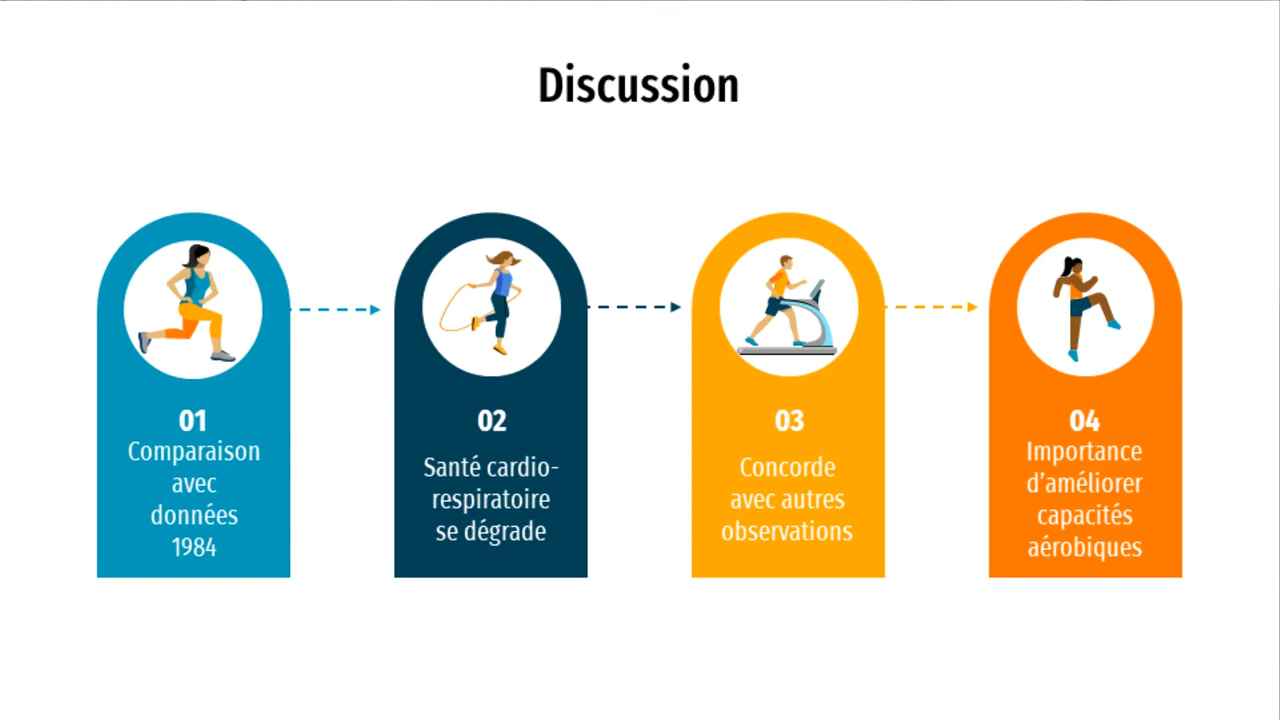 Discussion
01
Comparaison
avec
données
1984
02
Santé cardio-
respiratoire
se dégrade
03
Concorde
avec autres
observations
04
Importance
d'améliorer
capacités
aérobiques